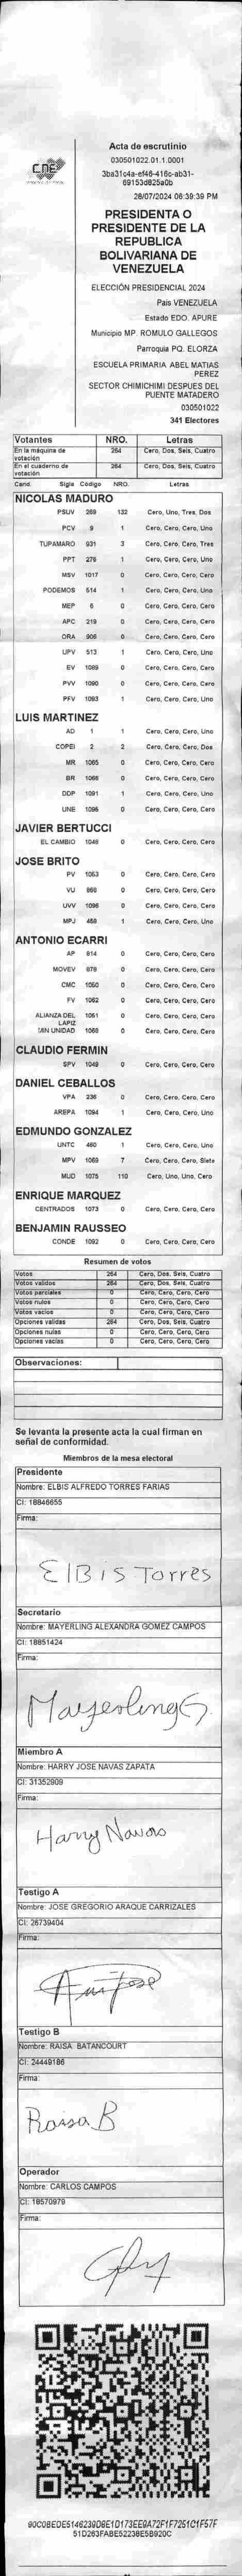 Acta de escrutinio
CNE
030501022.01.1.0001
3ba31c4a-ef46-416c-ab31-
69153d825a0b
28/07/2024 06:39:39 PM
PRESIDENTA O
PRESIDENTE DE LA
REPUBLICA
BOLIVARIANA DE
VENEZUELA
ELECCIÓN PRESIDENCIAL 2024
País VENEZUELA
Estado EDO. APURE
Municipio MP. ROMULO GALLEGOS
Parroquia PQ. ELORZA
ESCUELA PRIMARIA ABEL MATIAS
PEREZ
SECTOR CHIMICHIMI DESPUES DEL
PUENTE MATADERO
030501022
341 Electores
Votantes NRO. Letras
En la máquina de votación 264 Cero, Dos, Seis, Cuatro
En el cuaderno de votación 264 Cero, Dos, Seis, Cuatro
Cand. Sigla Código NRO. Letras
NICOLAS MADURO
PSUV 269 132 Cero, Uno, Tres, Dos
PCV 9 1 Cero, Cero, Cero, Uno
TUPAMARO 931 3 Cero, Cero, Cero, Tres
PPT 276 1 Cero, Cero, Cero, Uno
MSV 1017 0 Cero, Cero, Cero, Cero
PODEMOS 514 1 Cero, Cero, Cero, Uno
MEP 6 0 Cero, Cero, Cero, Cero
APC 219 0 Cero, Cero, Cero, Cero
ORA 906 0 Cero, Cero, Cero, Cero
UPV 513 1 Cero, Cero, Cero, Uno
EV 1089 0 Cero, Cero, Cero, Cero
PVV 1090 0 Cero, Cero, Cero, Cero
PFV 1093 1 Cero, Cero, Cero, Uno
LUIS MARTINEZ
AD 1 1 Cero, Cero, Cero, Uno
COPEI 2 2 Cero, Cero, Cero, Dos
MR 1065 0 Cero, Cero, Cero, Cero
BR 1066 0 Cero, Cero, Cero, Cero
DDP 1091 1 Cero, Cero, Cero, Uno
UNE 1095 0 Cero, Cero, Cero, Cero
JAVIER BERTUCCI
EL CAMBIO 1048 0 Cero, Cero, Cero, Cero
JOSE BRITO
PV 1053 0 Cero, Cero, Cero, Cero
VU 868 0 Cero, Cero, Cero, Cero
UVV 1096 0 Cero, Cero, Cero, Cero
MPJ 458 1 Cero, Cero, Cero, Uno
ANTONIO ECARRI
AP 814 0 Cero, Cero, Cero, Cero
MOVEV 879 0 Cero, Cero, Cero, Cero
CMC 1050 0 Cero, Cero, Cero, Cero
FV 1062 0 Cero, Cero, Cero, Cero
ALIANZA DEL LAPIZ 1051 0 Cero, Cero, Cero, Cero
MIN UNIDAD 1068 0 Cero, Cero, Cero, Cero
CLAUDIO FERMIN
SPV 1049 0 Cero, Cero, Cero, Cero
DANIEL CEBALLOS
VPA 236 0 Cero, Cero, Cero, Cero
AREPA 1094 1 Cero, Cero, Cero, Uno
EDMUNDO GONZALEZ
UNTC 460 1 Cero, Cero, Cero, Uno
MPV 1069 7 Cero, Cero, Cero, Siete
MUD 1075 110 Cero, Uno, Uno, Cero
ENRIQUE MARQUEZ
CENTRADOS 1073 0 Cero, Cero, Cero, Cero
BENJAMIN RAUSSEO
CONDE 1092 0 Cero, Cero, Cero, Cero
Resumen de votos
Votos 264 Cero, Dos, Seis, Cuatro
Votos validos 264 Cero, Dos, Seis, Cuatro
Votos parciales 0 Cero, Cero, Cero, Cero
Votos nulos 0 Cero, Cero, Cero, Cero
Votos vacios 0 Cero, Cero, Cero, Cero
Opciones validas 264 Cero, Dos, Seis, Cuatro
Opciones nulas 0 Cero, Cero, Cero, Cero
Opciones vacias 0 Cero, Cero, Cero, Cero
Observaciones:
Se levanta la presente acta la cual firman en
señal de conformidad.
Miembros de la mesa electoral
Presidente
Nombre: ELBIS ALFREDO TORRES FARIAS
CI: 18846655
Firma:
ElBis Torres
Secretario
Nombre: MAYERLING ALEXANDRA GOMEZ CAMPOS
CI: 18851424
Firma:
Mayerling G.
Miembro A
Nombre: HARRY JOSE NAVAS ZAPATA
CI: 31352909
Firma:
Harry Navas
Testigo A
Nombre: JOSE GREGORIO ARAQUE CARRIZALES
CI: 26739404
Firma:
Testigo B
Nombre: RAISA BATANCOURT
CI: 24449186
Firma:
Raisa B
Operador
Nombre: CARLOS CAMPOS
CI: 18570979
Firma:
90C0BEDE5146239D8E1D173EE9A72F1F7251C1F57F
51D263FABE52238E5B920C